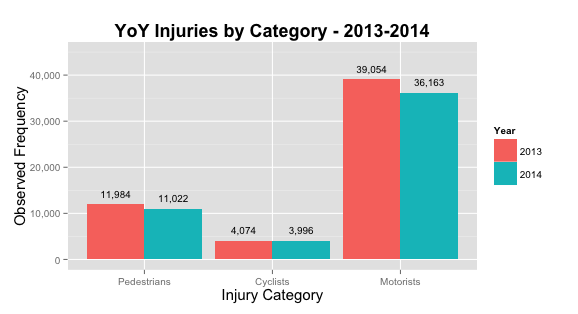 YoY Injuries by Category - 2013-2014
Observed Frequency
40,000
30,000
20,000
10,000
0
11,984
11,022
4,074
3,996
39,054
36,163
Pedestrians
Cyclists
Motorists
Injury Category
Year
2013
2014